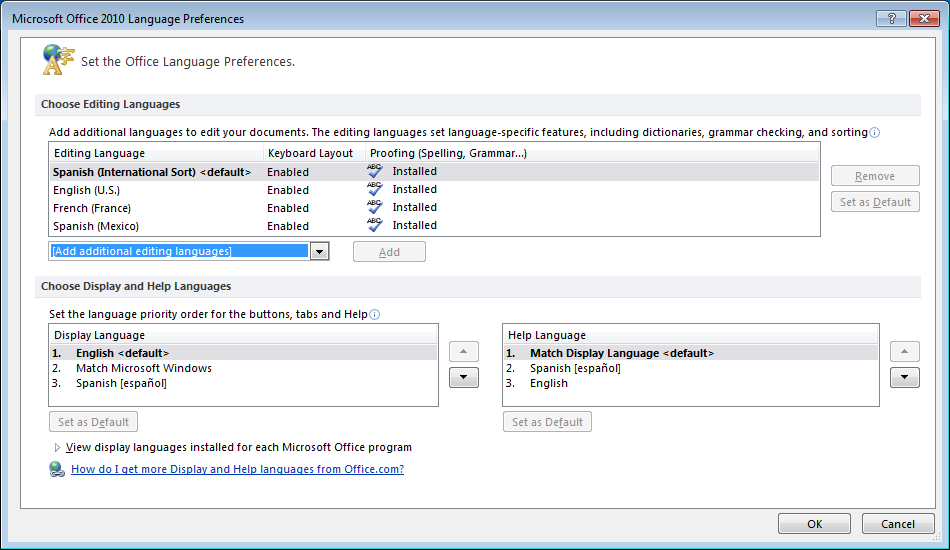 Microsoft Office 2010 Language Preferences
Set the Office Language Preferences.
Choose Editing Languages
Add additional languages to edit your documents. The editing languages set language-specific features, including dictionaries, grammar checking, and sorting
Editing Language Keyboard Layout Proofing (Spelling, Grammar...)
Spanish (International Sort) <default> Enabled ABC Installed
English (U.S.) Enabled ABC Installed
French (France) Enabled ABC Installed
Spanish (Mexico) Enabled ABC Installed
Remove
Set as Default
[Add additional editing languages] Add
Choose Display and Help Languages
Set the language priority order for the buttons, tabs and Help
Display Language
1. English <default>
2. Match Microsoft Windows
3. Spanish [español]
Set as Default
Help Language
1. Match Display Language <default>
2. Spanish [español]
3. English
Set as Default
View display languages installed for each Microsoft Office program
How do I get more Display and Help languages from Office.com?
OK Cancel